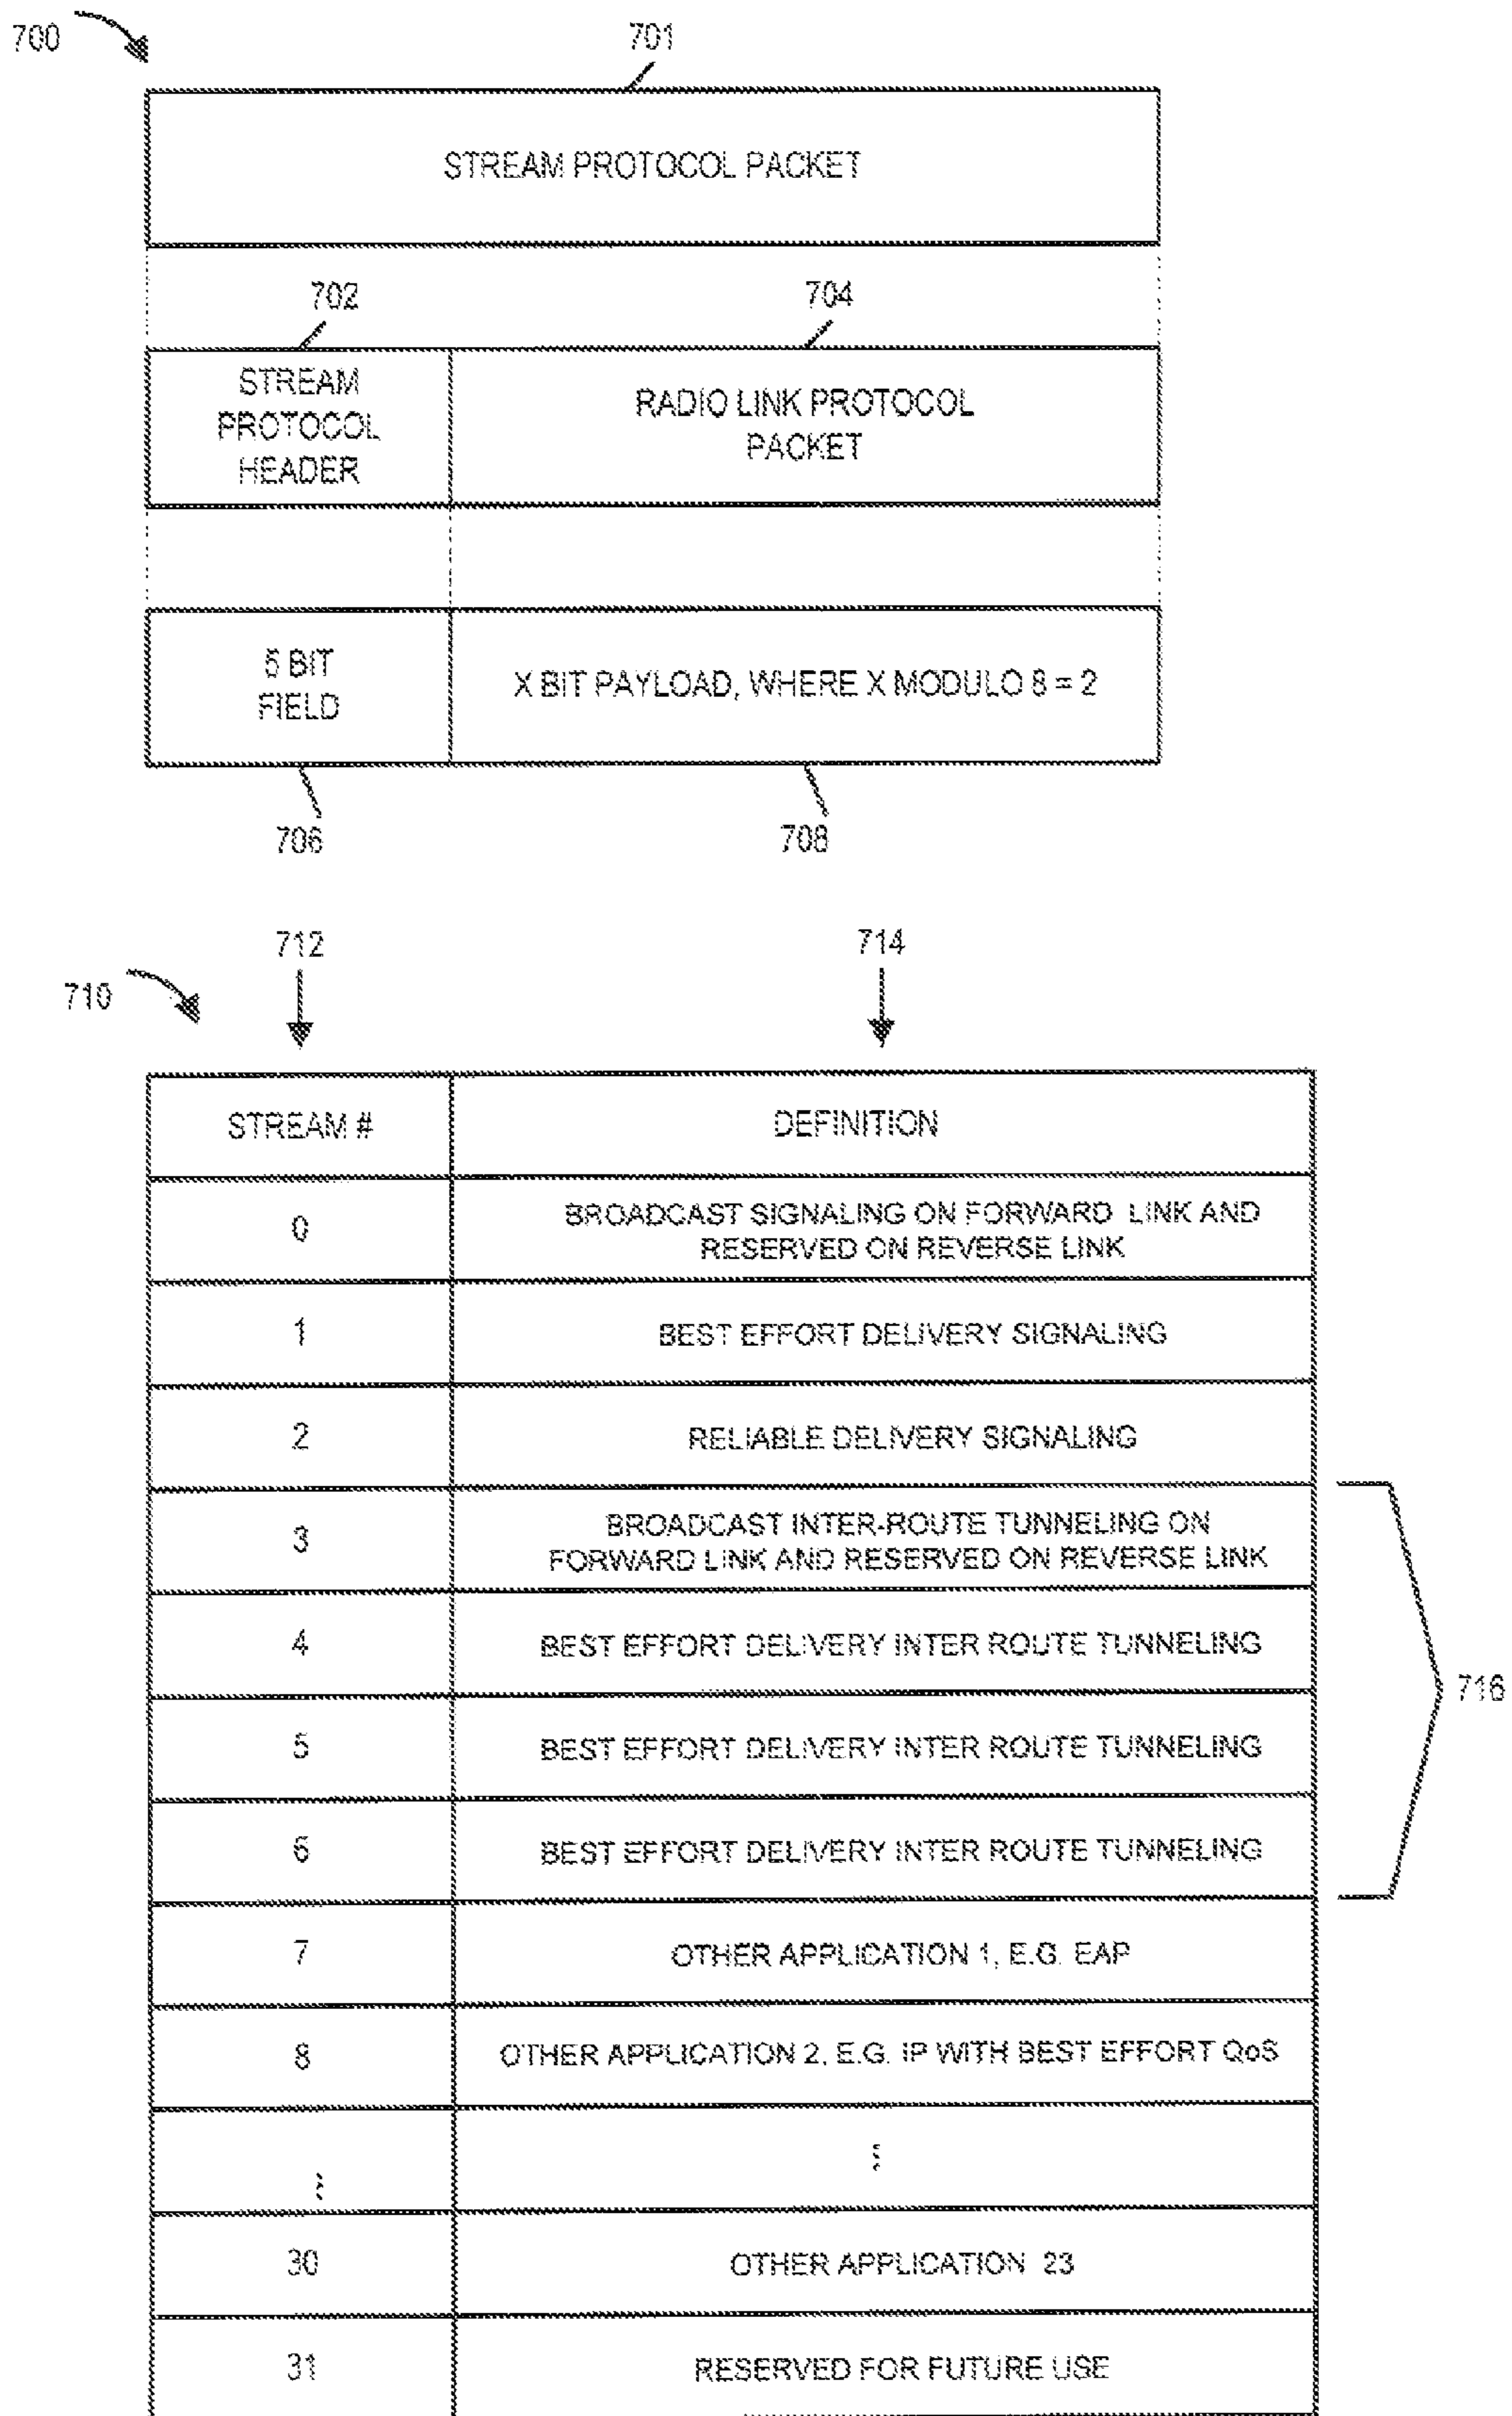 700
701
STREAM PROTOCOL PACKET
702
704
STREAM
PROTOCOL
HEADER
RADIO LINK PROTOCOL
PACKET
5 BIT
FIELD
X BIT PAYLOAD, WHERE X MODULO 8 = 2
706
708
712
714
710
STREAM #
DEFINITION
0
BROADCAST SIGNALING ON FORWARD LINK AND
RESERVED ON REVERSE LINK
1
BEST EFFORT DELIVERY SIGNALING
2
RELIABLE DELIVERY SIGNALING
3
BROADCAST INTER-ROUTE TUNNELING ON
FORWARD LINK AND RESERVED ON REVERSE LINK
4
BEST EFFORT DELIVERY INTER ROUTE TUNNELING
716
5
BEST EFFORT DELIVERY INTER ROUTE TUNNELING
6
BEST EFFORT DELIVERY INTER ROUTE TUNNELING
7
OTHER APPLICATION 1, E.G. EAP
8
OTHER APPLICATION 2, E.G. IP WITH BEST EFFORT QoS
⋮
⋮
30
OTHER APPLICATION 23
31
RESERVED FOR FUTURE USE